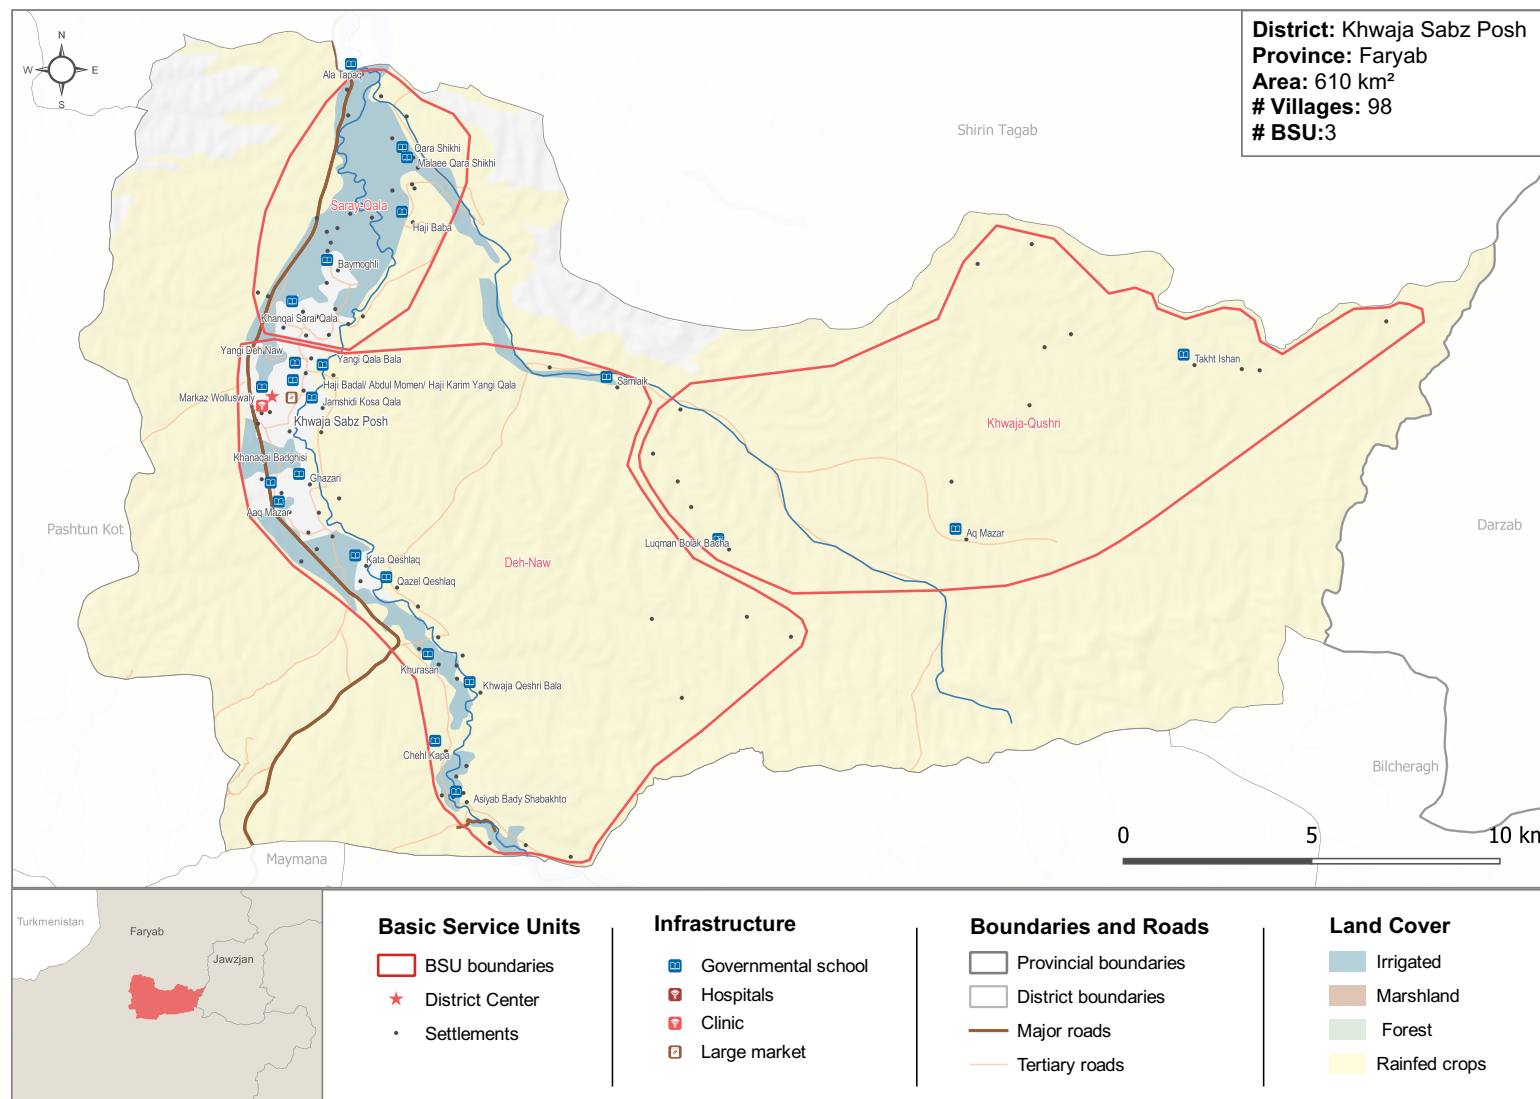 District: Khwaja Sabz Posh
Province: Faryab
Area: 610 km²
# Villages: 98
# BSU:3
N
W
E
S
Ala Tapaq
Shirin Tagab
Qara Shikhi
Malaee Qara Shikhi
Saray-Qala
Haji Baba
Baymoghli
Khanqai Sarai Qala
Yangi Deh Naw
Yangi Qala Bala
Takht Ishan
Haji Badal/ Abdul Momen/ Haji Karim Yangi Qala
Samlaik
Markaz Wolluswaly
Jamshidi Kosa Qala
Khwaja Sabz Posh
Khwaja-Qushri
Khanaqai Badghisi
Ghazari
Aaq Mazar
Pashtun Kot
Darzab
Aq Mazar
Luqman Bolak Bacha
Kata Qeshlaq
Deh-Naw
Qazel Qeshlaq
Khurasan
Khwaja Qeshri Bala
Chehl Kapa
Bilcheragh
Asiyab Bady Shabakhto
0 5 10 km
Maymana
Turkmenistan
Faryab
Jawzjan
Basic Service Units
BSU boundaries
District Center
Settlements
Infrastructure
Governmental school
Hospitals
Clinic
Large market
Boundaries and Roads
Provincial boundaries
District boundaries
Major roads
Tertiary roads
Land Cover
Irrigated
Marshland
Forest
Rainfed crops